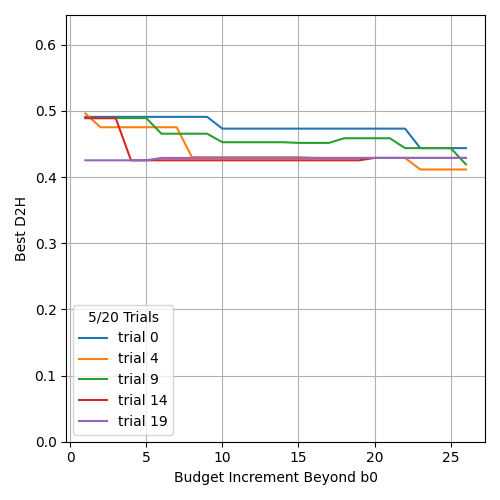 0.6
0.5
0.4
0.3
0.2
0.1
0.0
Best D2H
5/20 Trials
trial 0
trial 4
trial 9
trial 14
trial 19
0 5 10 15 20 25
Budget Increment Beyond b0